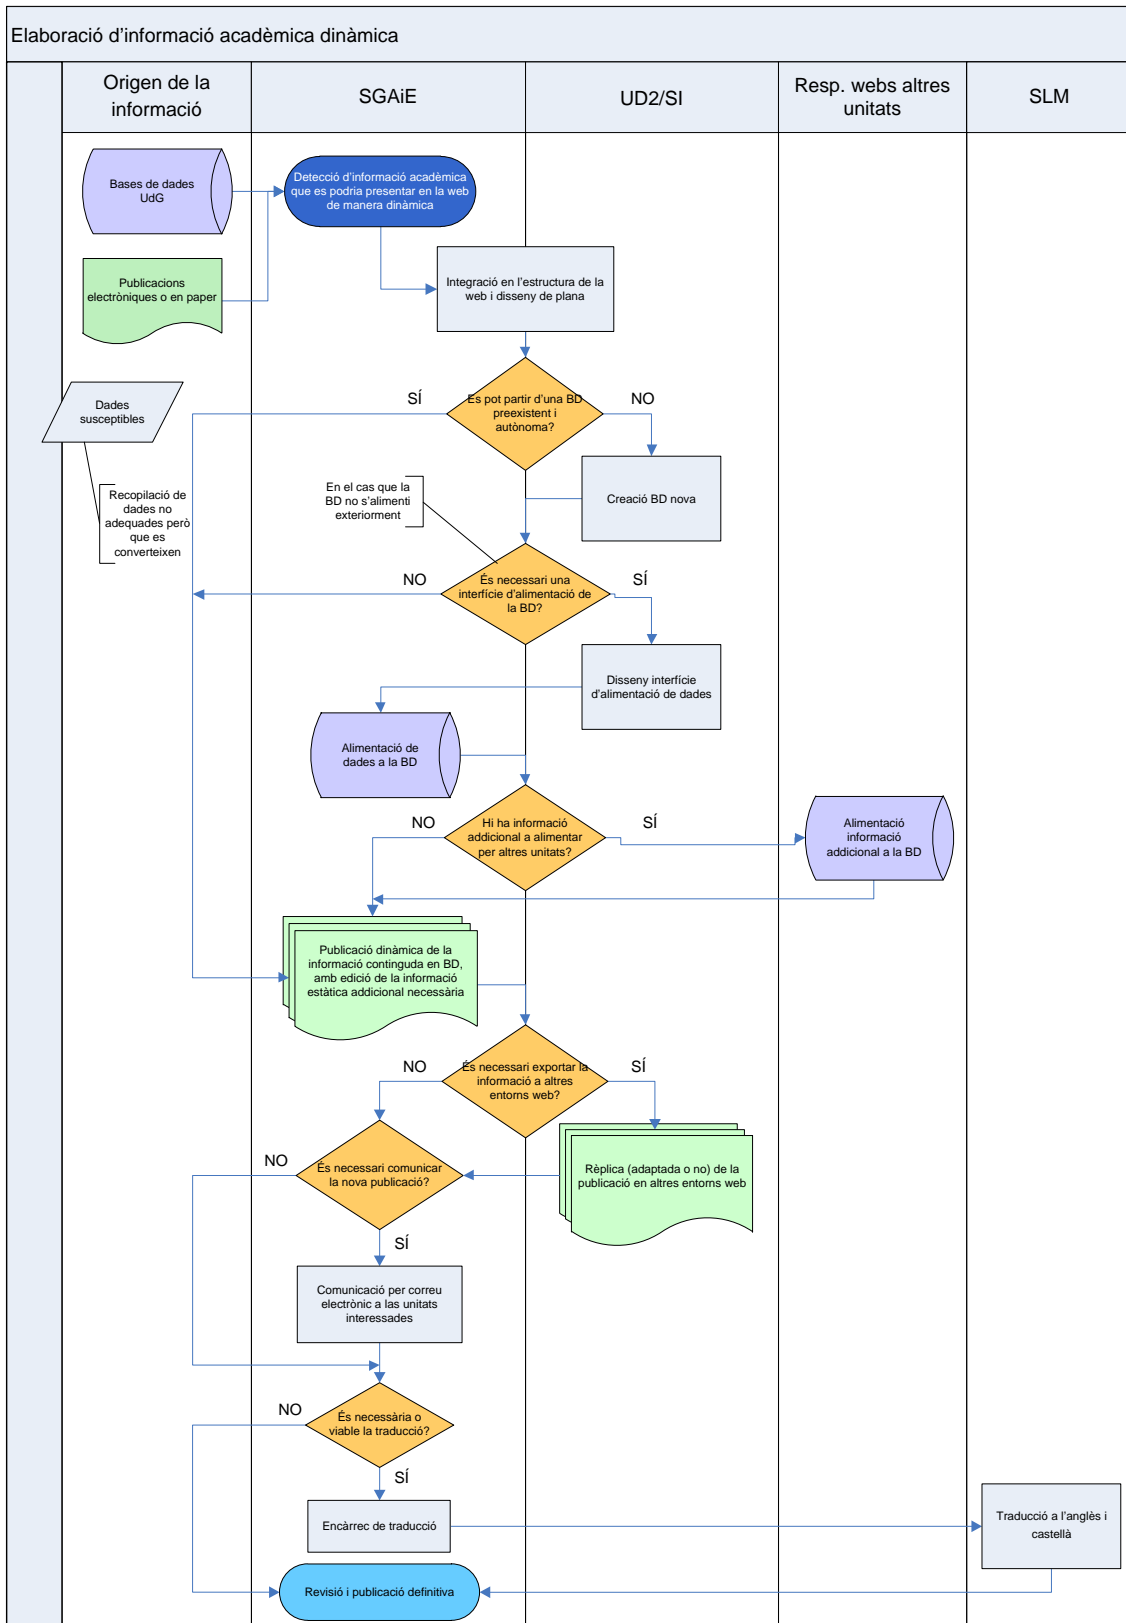 Elaboració d'informació acadèmica dinàmica
Origen de la
informació
SGAiE
UD2/SI
Resp. webs altres
unitats
SLM
Bases de dades
UdG
Detecció d'informació acadèmica
que es podria presentar en la web
de manera dinàmica
Publicacions
electròniques o en paper
Integració en l'estructura de la
web i disseny de plana
Dades
susceptibles
SÍ
Es pot partir d'una BD
preexistent i
autònoma?
NO
Recopilació de
dades no
adequades però
que es
converteixen
En el cas que la
BD no s'alimenti
exteriorment
Creació BD nova
NO
És necessari una
interfície d'alimentació de
la BD?
SÍ
Disseny interfície
d'alimentació de dades
Alimentació de
dades a la BD
NO
Hi ha informació
addicional a alimentar
per altres unitats?
SÍ
Alimentació
informació
addicional a la BD
Publicació dinàmica de la
informació continguda en BD,
amb edició de la informació
estàtica addicional necessària
NO
És necessari exportar la
informació a altres
entorns web?
SÍ
NO
És necessari comunicar
la nova publicació?
Rèplica (adaptada o no) de la
publicació en altres entorns web
SÍ
Comunicació per correu
electrònic a las unitats
interessades
NO
És necessària o
viable la traducció?
SÍ
Encàrrec de traducció
Traducció a l'anglès i
castellà
Revisió i publicació definitiva